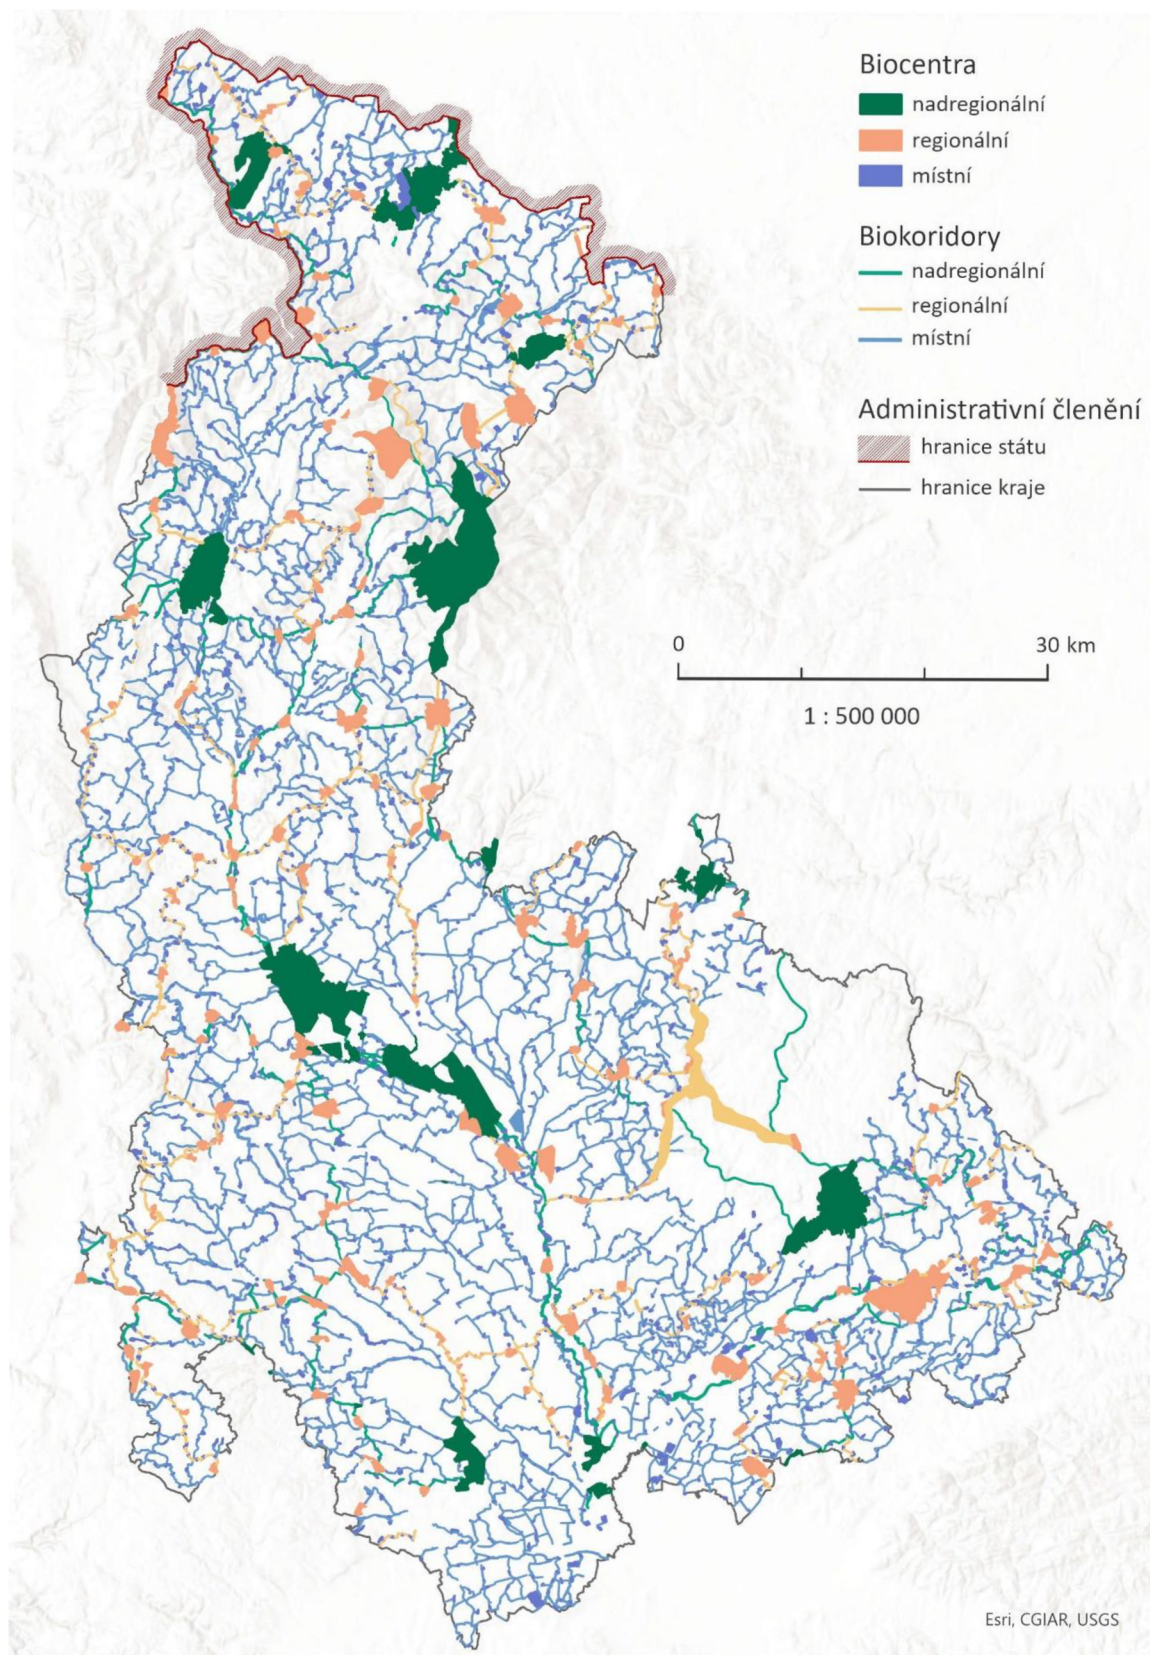 Biocentra
nadregionální
regionální
místní
Biokoridory
nadregionální
regionální
místní
Administrativní členění
hranice státu
hranice kraje
0 30 km
1 : 500 000
Esri, CGIAR, USGS